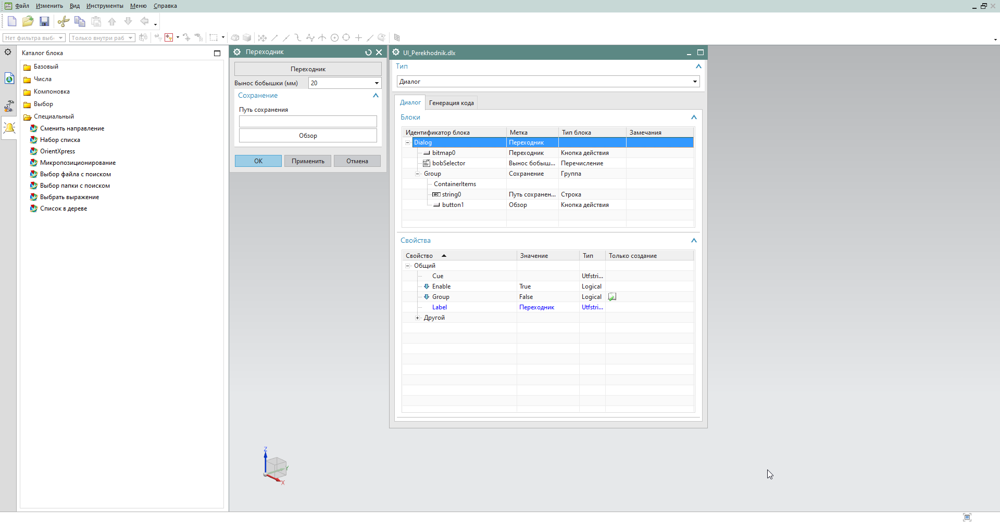 Файл Изменить Вид Инструменты Меню Справка
Нет фильтра выб Только внутри раб
Каталог блока
Базовый
Числа
Компоновка
Выбор
Специальный
Сменить направление
Набор списка
OrientXpress
Микропозиционирование
Выбор файла с поиском
Выбор папки с поиском
Выбрать выражение
Список в дереве
Переходник
Переходник
Вынос бобышки (мм) 20
Сохранение
Путь сохранения
Обзор
ОК Применить Отмена
UI_Perekhodnik.dlx
Тип
Диалог
Диалог Генерация кода
Блоки
Идентификатор блока Метка Тип блока Замечания
Dialog Переходник
bitmap0 Переходник Кнопка действия
bobSelector Вынос бобыш... Перечисление
Group Сохранение Группа
ContainerItems
string0 Путь сохранен... Строка
button1 Обзор Кнопка действия
Свойства
Свойство Значение Тип Только создание
Общий
Cue Utfstri...
Enable True Logical
Group False Logical
Label Переходник Utfstri...
Другой
Z
Y
X